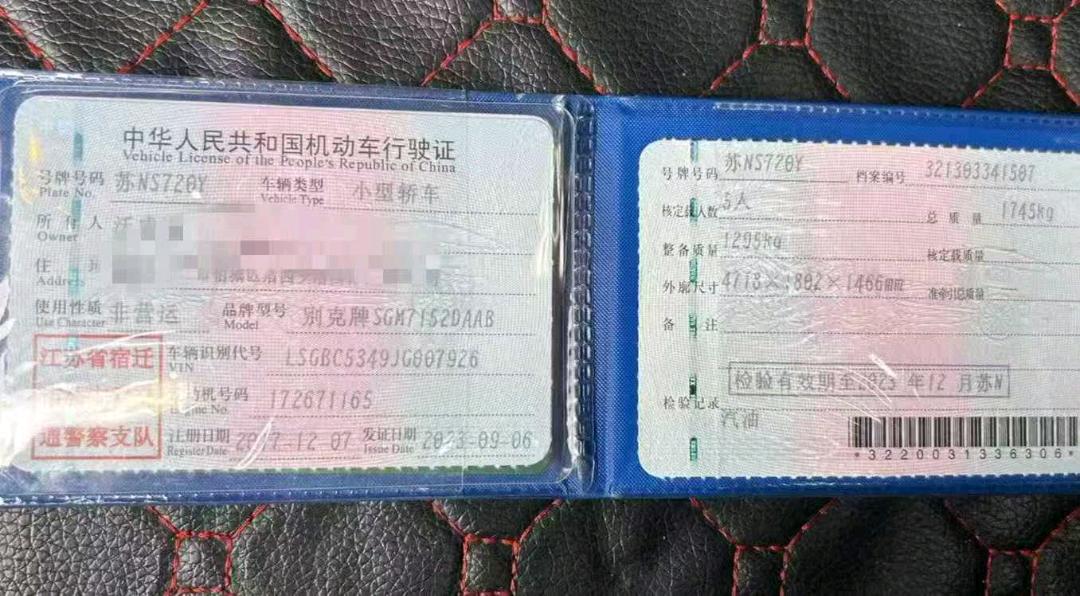 中华人民共和国机动车行驶证
Vehicle License of the People's Republic of China
号牌号码 苏NS720Y 车辆类型 小型轿车
Plate No. Vehicle Type
所 人
Owner
住
Address
使用性质 非营运 品牌型号 别克牌SGM7152DAAB
Use Character Model
江苏省宿迁
通警察支队
车辆识别代号 LSGBC5349JG007926
VIN
机号码 172671165
No.
注册日期 2017-12-07 发证日期 2023-09-06
Register Date Issue Date
号牌号码 苏NS720Y 档案编号 321303341507
核定载人数 5人 总质量 1745kg
整备质量 1295kg 核定载质量
外廓尺寸 4718×1802×1466mm 准牵引总质量
备 注
检验有效期至2023年12月苏N
检验记录
汽油
*3220031336306*